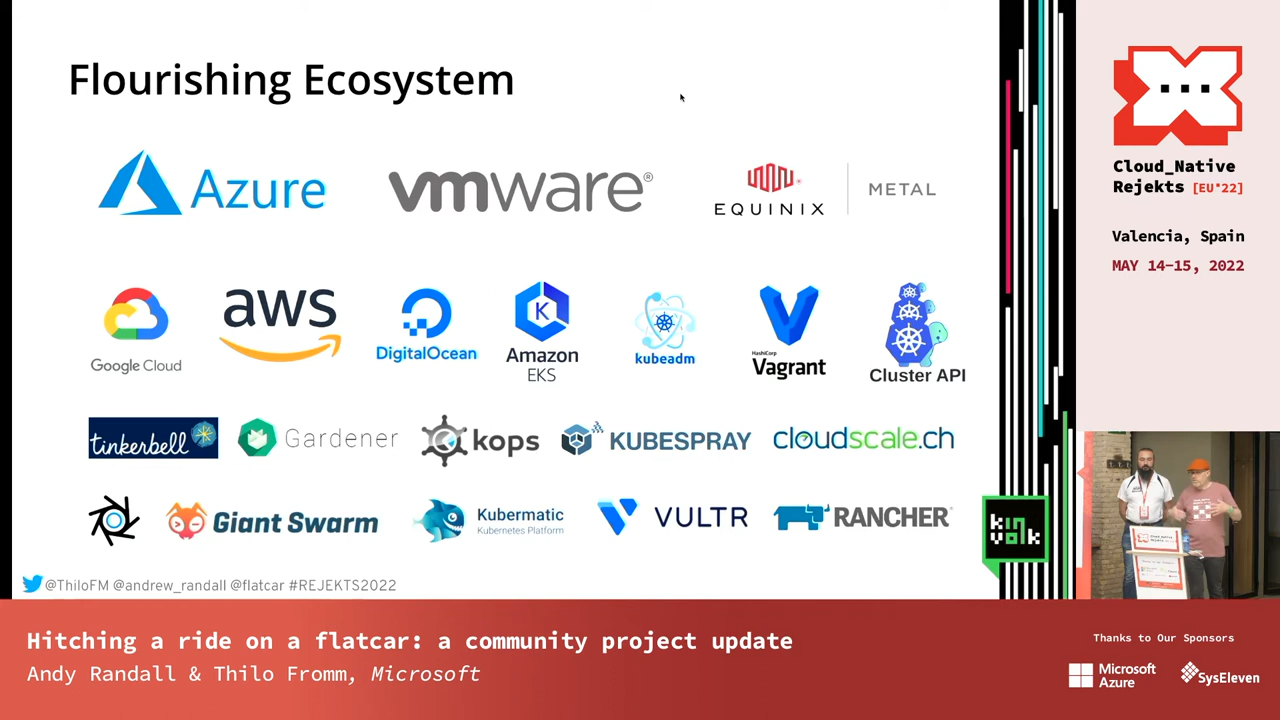 Flourishing Ecosystem
Azure
vmware®
EQUINIX
METAL
Google Cloud
aws
DigitalOcean
K
Amazon
EKS
kubeadm
HashiCorp
Vagrant
Cluster API
tinkerbell
Gardener
kops
KUBESPRAY
cloudscale.ch
Giant Swarm
Kubermatic
Kubernetes Platform
VULTR
RANCHER
@ThiloFM @andrew_randall @flatcar #REJEKTS2022
kin
volk
Cloud_Native
Rejekts [EU*22]
Valencia, Spain
MAY 14-15, 2022
Hitching a ride on a flatcar: a community project update
Andy Randall & Thilo Fromm, Microsoft
Thanks to Our Sponsors
Microsoft
Azure
SysEleven